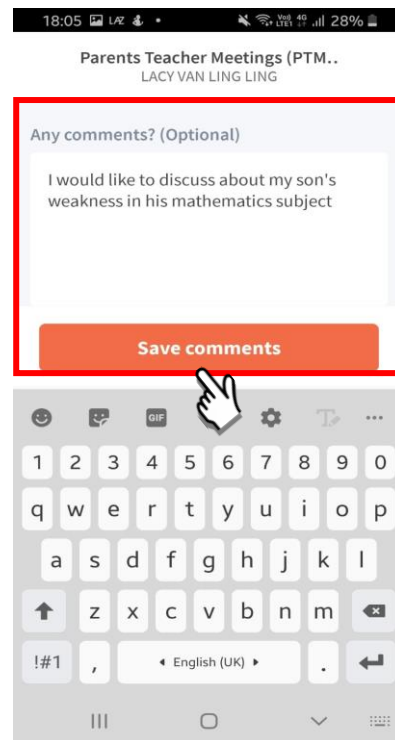 18:05 LAZ 28%
Parents Teacher Meetings (PTM..
LACY VAN LING LING
Any comments? (Optional)
I would like to discuss about my son's
weakness in his mathematics subject
Save comments
GIF
1 2 3 4 5 6 7 8 9 0
q w e r t y u i o p
a s d f g h j k l
z x c v b n m
!#1 , English (UK) .